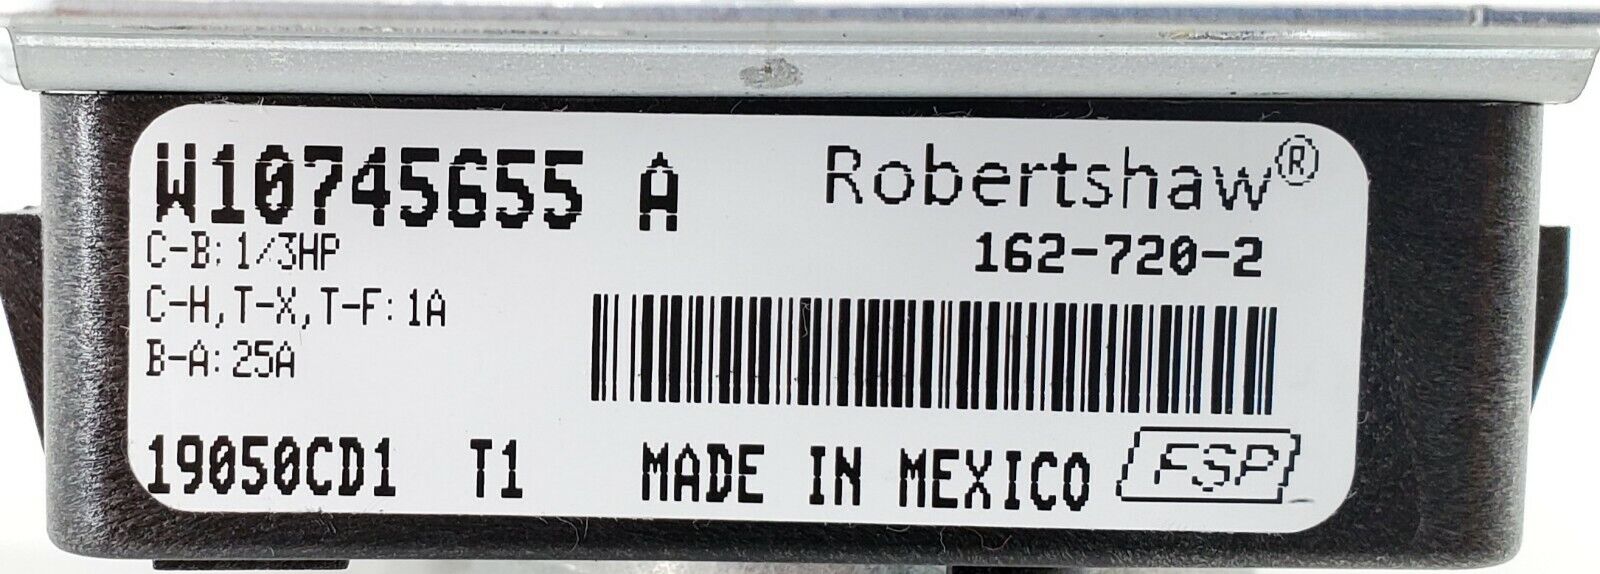 W10745655 A
Robertshaw®
C-B: 1/3HP
162-720-2
C-H, T-X, T-F: 1A
B-A: 25A
19050CD1 T1 MADE IN MEXICO FSP